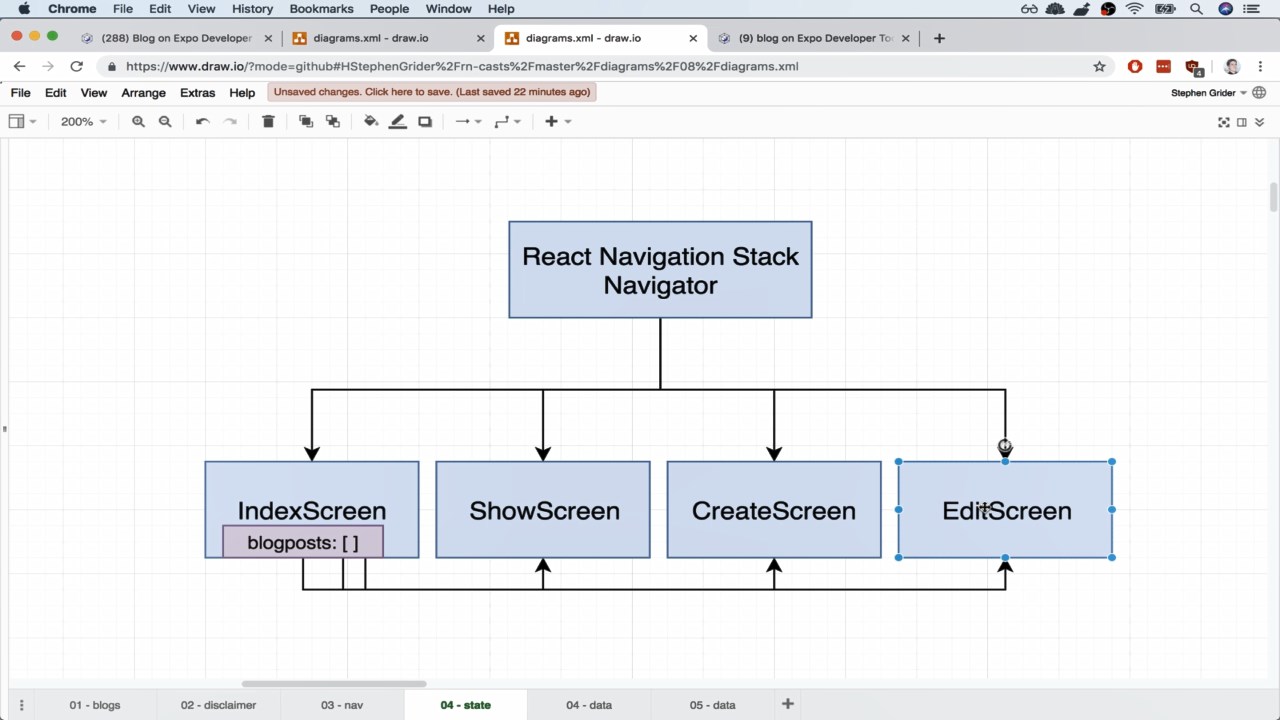 Chrome File Edit View History Bookmarks People Window Help
(288) Blog on Expo Developer
diagrams.xml - draw.io
diagrams.xml - draw.io
(9) blog on Expo Developer Too
https://www.draw.io/?mode=github#HStephenGrider%2Frn-casts%2Fmaster%2Fdiagrams%2F08%2Fdiagrams.xml
4
File Edit View Arrange Extras Help
Unsaved changes. Click here to save. (Last saved 22 minutes ago)
Stephen Grider
200%
React Navigation Stack
Navigator
IndexScreen
ShowScreen
CreateScreen
EditScreen
blogposts: [ ]
01 - blogs
02 - disclaimer
03 - nav
04 - state
04 - data
05 - data